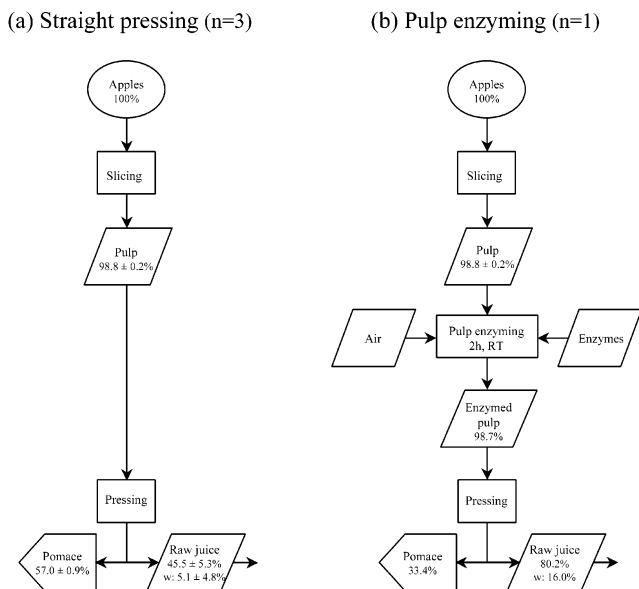 (a) Straight pressing (n=3)
Apples
100%
Slicing
Pulp
98.8 ± 0.2%
Pressing
Pomace
57.0 ± 0.9%
Raw juice
45.5 ± 5.3%
w: 5.1 ± 4.8%
(b) Pulp enzyming (n=1)
Apples
100%
Slicing
Pulp
98.8 ± 0.2%
Air
Pulp enzyming
2h, RT
Enzymes
Enzymed
pulp
98.7%
Pressing
Pomace
33.4%
Raw juice
80.2%
w: 16.0%